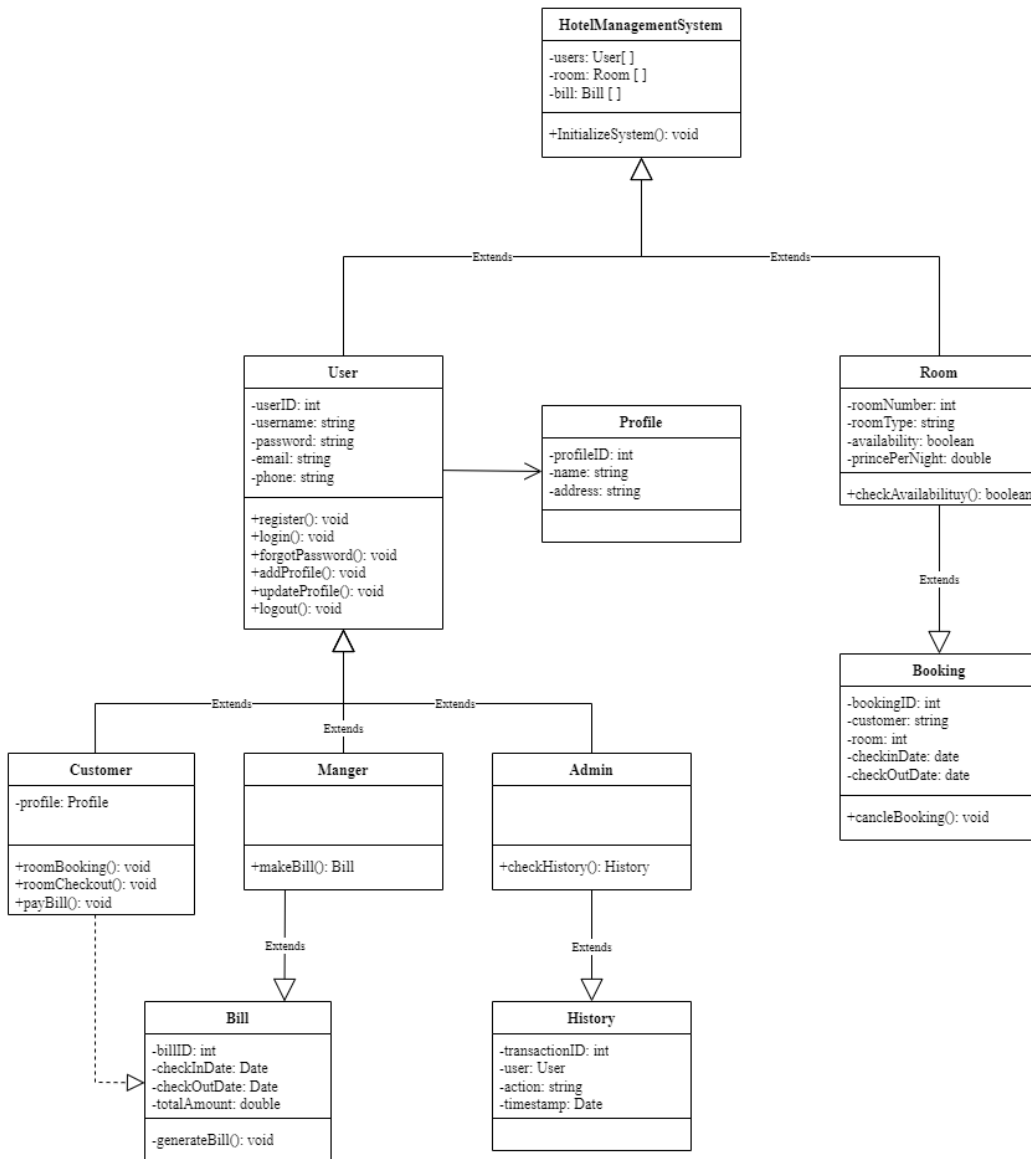 HotelManagementSystem
-users: User[ ]
-room: Room [ ]
-bill: Bill [ ]
+InitializeSystem(): void
Extends
Extends
User
-userID: int
-username: string
-password: string
-email: string
-phone: string
+register(): void
+login(): void
+forgotPassword(): void
+addProfile(): void
+updateProfile(): void
+logout(): void
Profile
-profileID: int
-name: string
-address: string
Room
-roomNumber: int
-roomType: string
-availability: boolean
-princePerNight: double
+checkAvailabilituy(): boolean
Extends
Booking
-bookingID: int
-customer: string
-room: int
-checkinDate: date
-checkOutDate: date
+cancleBooking(): void
Extends
Extends
Extends
Customer
-profile: Profile
+roomBooking(): void
+roomCheckout(): void
+payBill(): void
Manger
+makeBill(): Bill
Admin
+checkHistory(): History
Extends
Extends
Bill
-billID: int
-checkInDate: Date
-checkOutDate: Date
-totalAmount: double
-generateBill(): void
History
-transactionID: int
-user: User
-action: string
-timestamp: Date